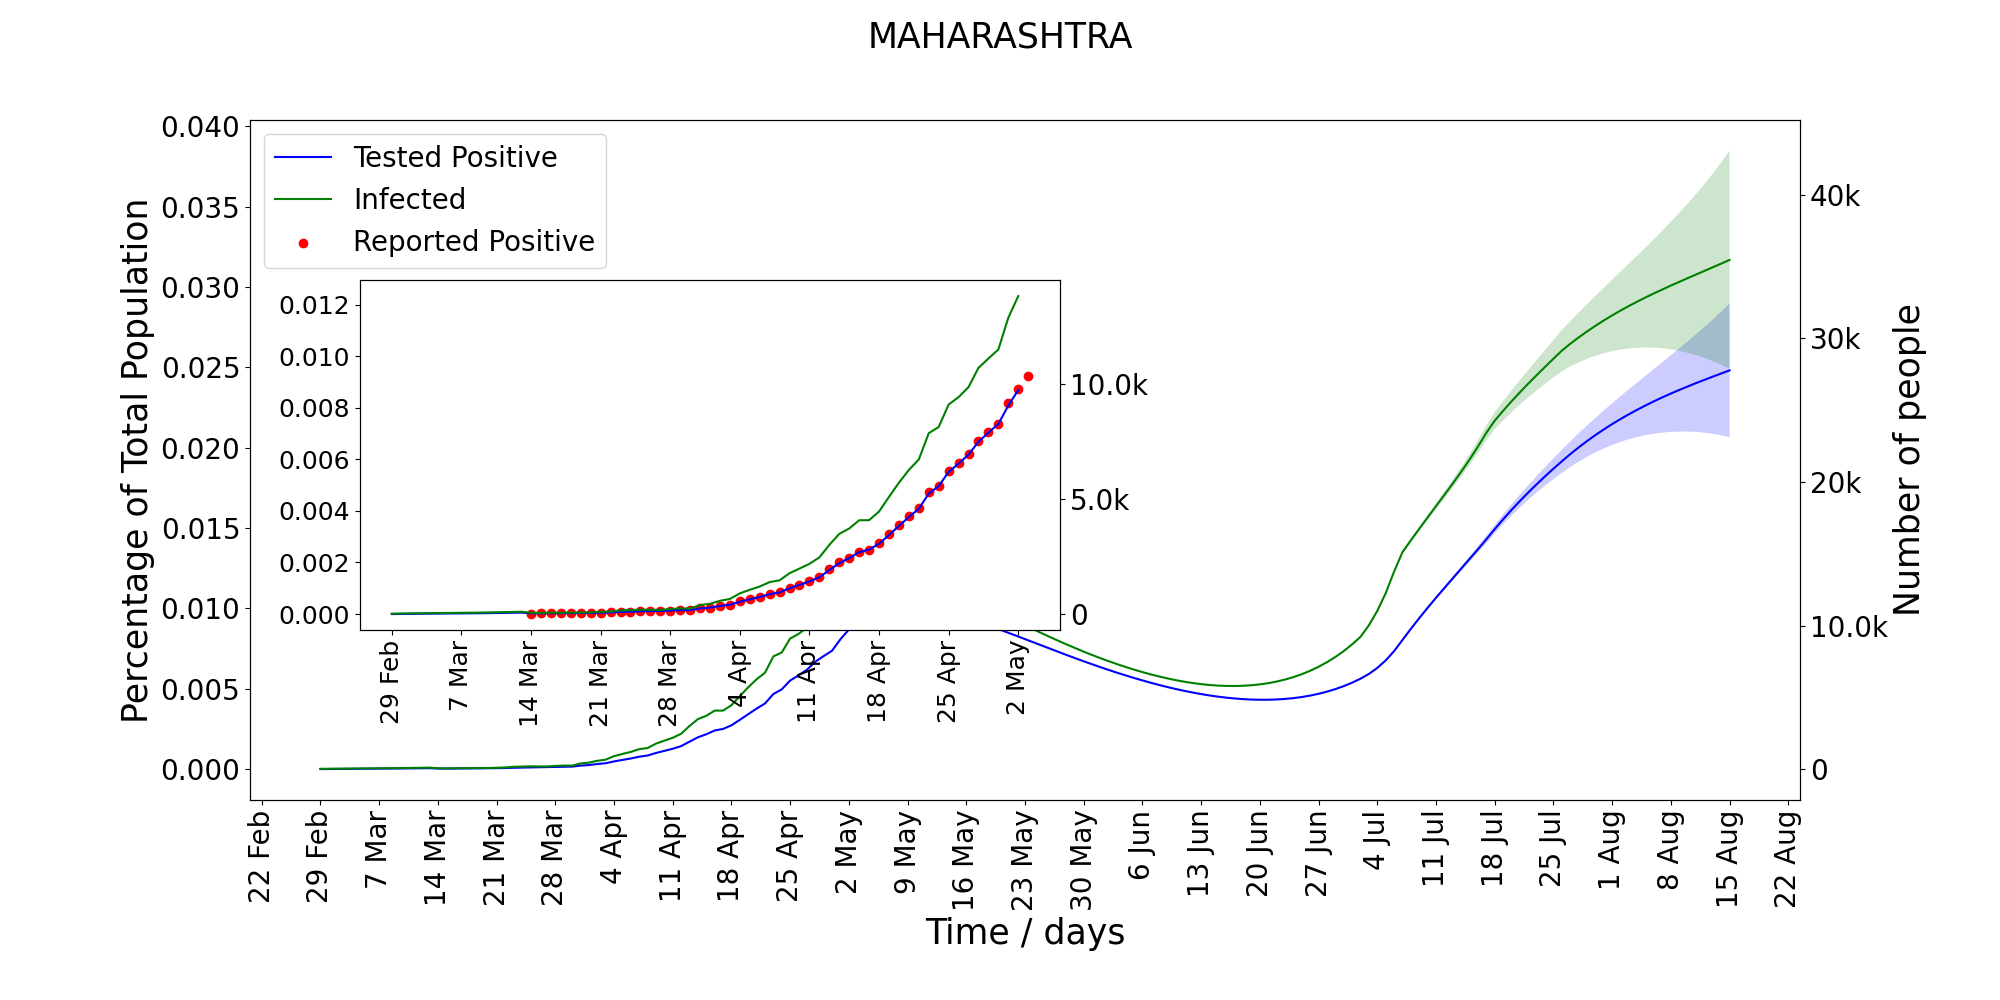 MAHARASHTRA
0.040
0.035
0.030
0.025
0.020
0.015
0.010
0.005
0.000
Percentage of Total Population
Tested Positive
Infected
Reported Positive
0.012
0.010
0.008
0.006
0.004
0.002
0.000
10.0k
5.0k
0
29 Feb
7 Mar
14 Mar
21 Mar
28 Mar
4 Apr
11 Apr
18 Apr
25 Apr
2 May
40k
30k
20k
10.0k
0
Number of people
22 Feb
29 Feb
7 Mar
14 Mar
21 Mar
28 Mar
4 Apr
11 Apr
18 Apr
25 Apr
2 May
9 May
16 May
23 May
30 May
6 Jun
13 Jun
20 Jun
27 Jun
4 Jul
11 Jul
18 Jul
25 Jul
1 Aug
8 Aug
15 Aug
22 Aug
Time / days